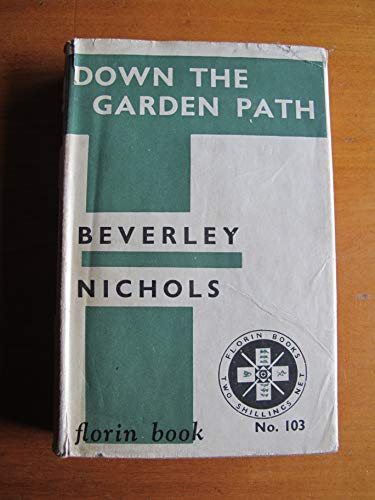 DOWN THE
GARDEN PATH
BEVERLEY
NICHOLS
FLORIN BOOKS
TWO SHILLINGS NET
florin book
No. 103